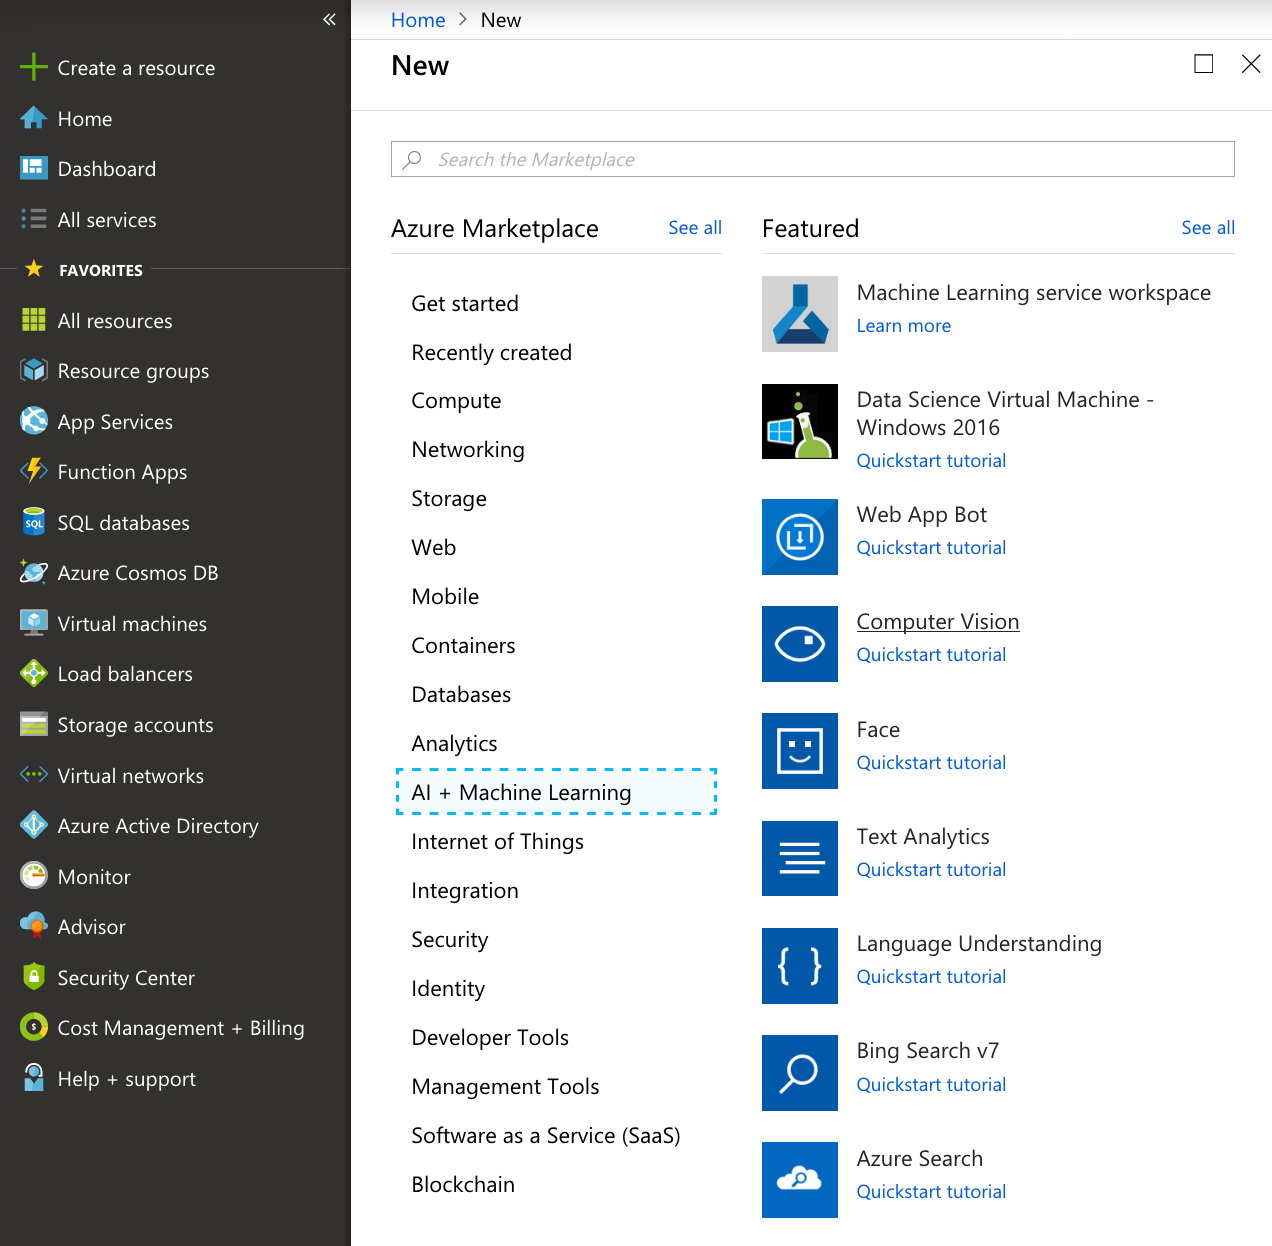 «
Create a resource
Home
Dashboard
All services
FAVORITES
All resources
Resource groups
App Services
Function Apps
SQL
SQL databases
Azure Cosmos DB
Virtual machines
Load balancers
Storage accounts
Virtual networks
Azure Active Directory
Monitor
Advisor
Security Center
$
Cost Management + Billing
Help + support
Home > New
New
Search the Marketplace
Azure Marketplace
See all
Get started
Recently created
Compute
Networking
Storage
Web
Mobile
Containers
Databases
Analytics
AI + Machine Learning
Internet of Things
Integration
Security
Identity
Developer Tools
Management Tools
Software as a Service (SaaS)
Blockchain
Featured
See all
Machine Learning service workspace
Learn more
Data Science Virtual Machine -
Windows 2016
Quickstart tutorial
Web App Bot
Quickstart tutorial
Computer Vision
Quickstart tutorial
Face
Quickstart tutorial
Text Analytics
Quickstart tutorial
{ }
Language Understanding
Quickstart tutorial
Bing Search v7
Quickstart tutorial
Azure Search
Quickstart tutorial